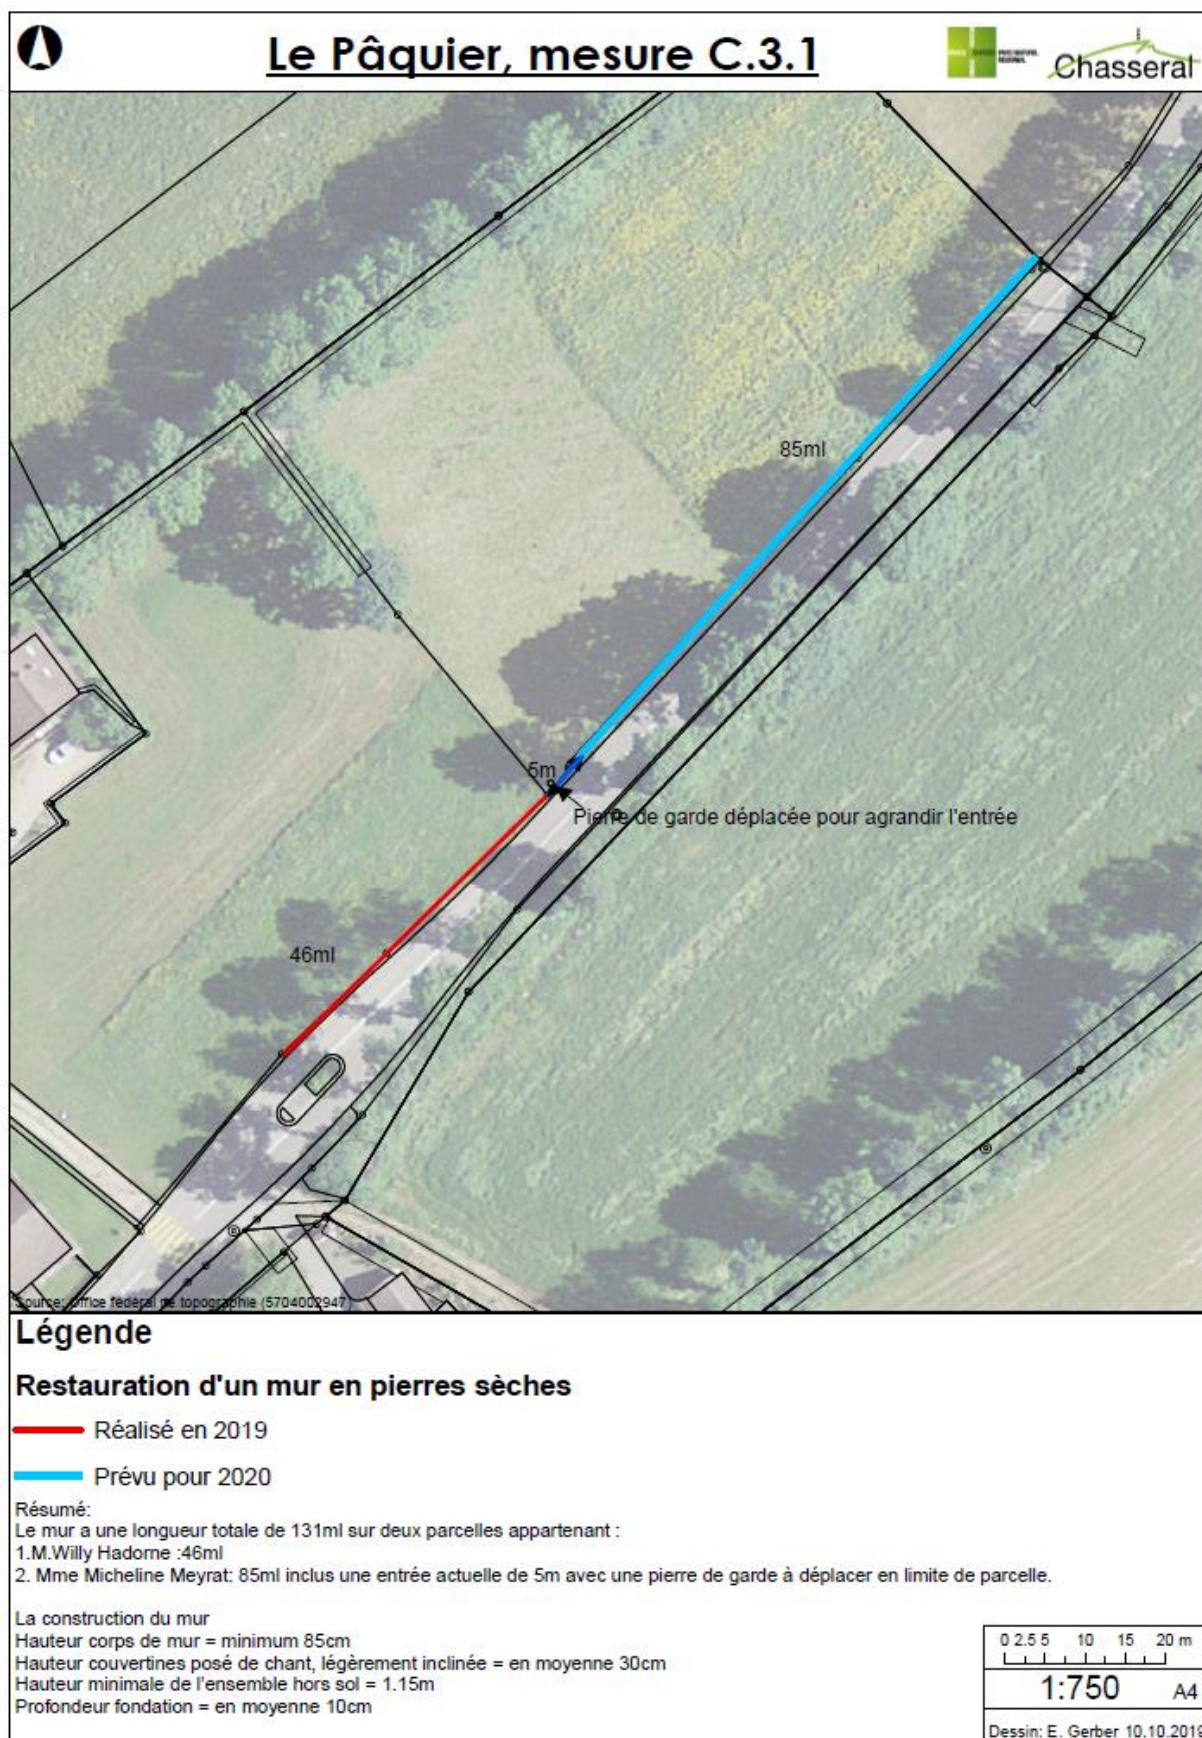 Le Pâquier, mesure C.3.1
Chasseral
85ml
5m
Pierre de garde déplacée pour agrandir l'entrée
46ml
Source: Office fédéral de topographie (5704002947)
Légende
Restauration d'un mur en pierres sèches
Réalisé en 2019
Prévu pour 2020
Résumé:
Le mur a une longueur totale de 131ml sur deux parcelles appartenant :
1.M.Willy Hadorne :46ml
2. Mme Micheline Meyrat: 85ml inclus une entrée actuelle de 5m avec une pierre de garde à déplacer en limite de parcelle.
La construction du mur
Hauteur corps de mur = minimum 85cm
Hauteur couvertines posé de chant, légèrement inclinée = en moyenne 30cm
Hauteur minimale de l'ensemble hors sol = 1.15m
Profondeur fondation = en moyenne 10cm
0 2.5 5 10 15 20 m
1:750 A4
Dessin: E. Gerber 10.10.2019